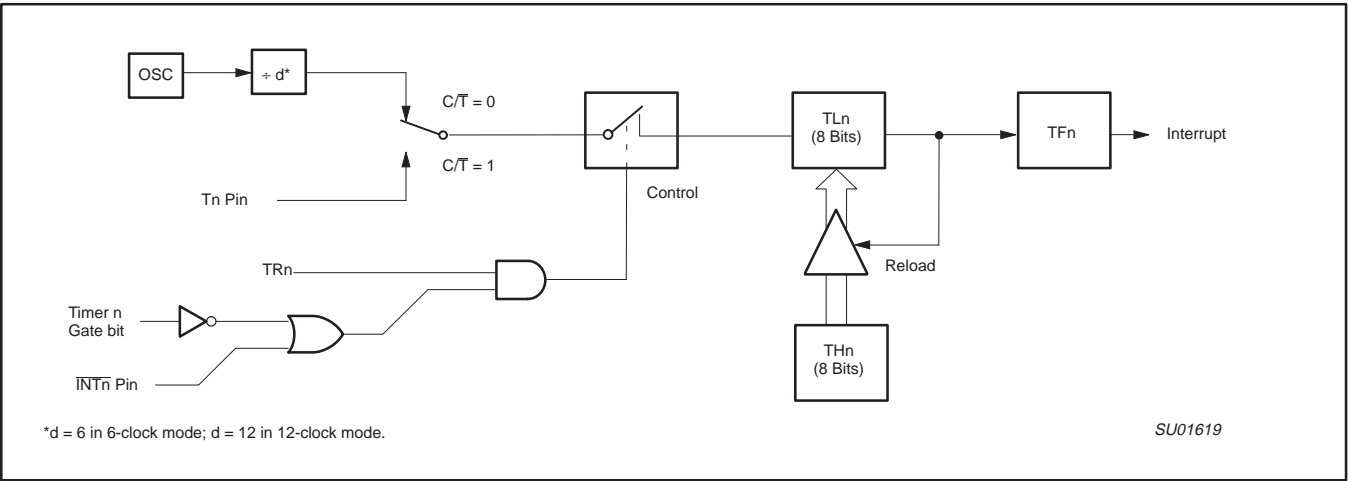 OSC
÷ d*
C/T̅ = 0
C/T̅ = 1
Tn Pin
Control
TLn
(8 Bits)
TFn
Interrupt
Reload
TRn
Timer n
Gate bit
I̅N̅T̅n̅ Pin
THn
(8 Bits)
*d = 6 in 6-clock mode; d = 12 in 12-clock mode.
SU01619